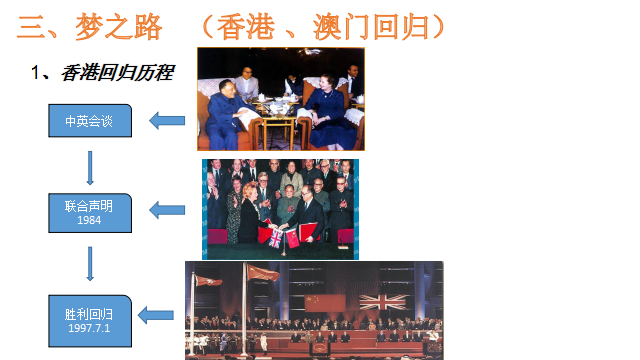 三、梦之路 （香港 、澳门回归）
1、香港回归历程
中英会谈
联合声明
1984
胜利回归
1997.7.1